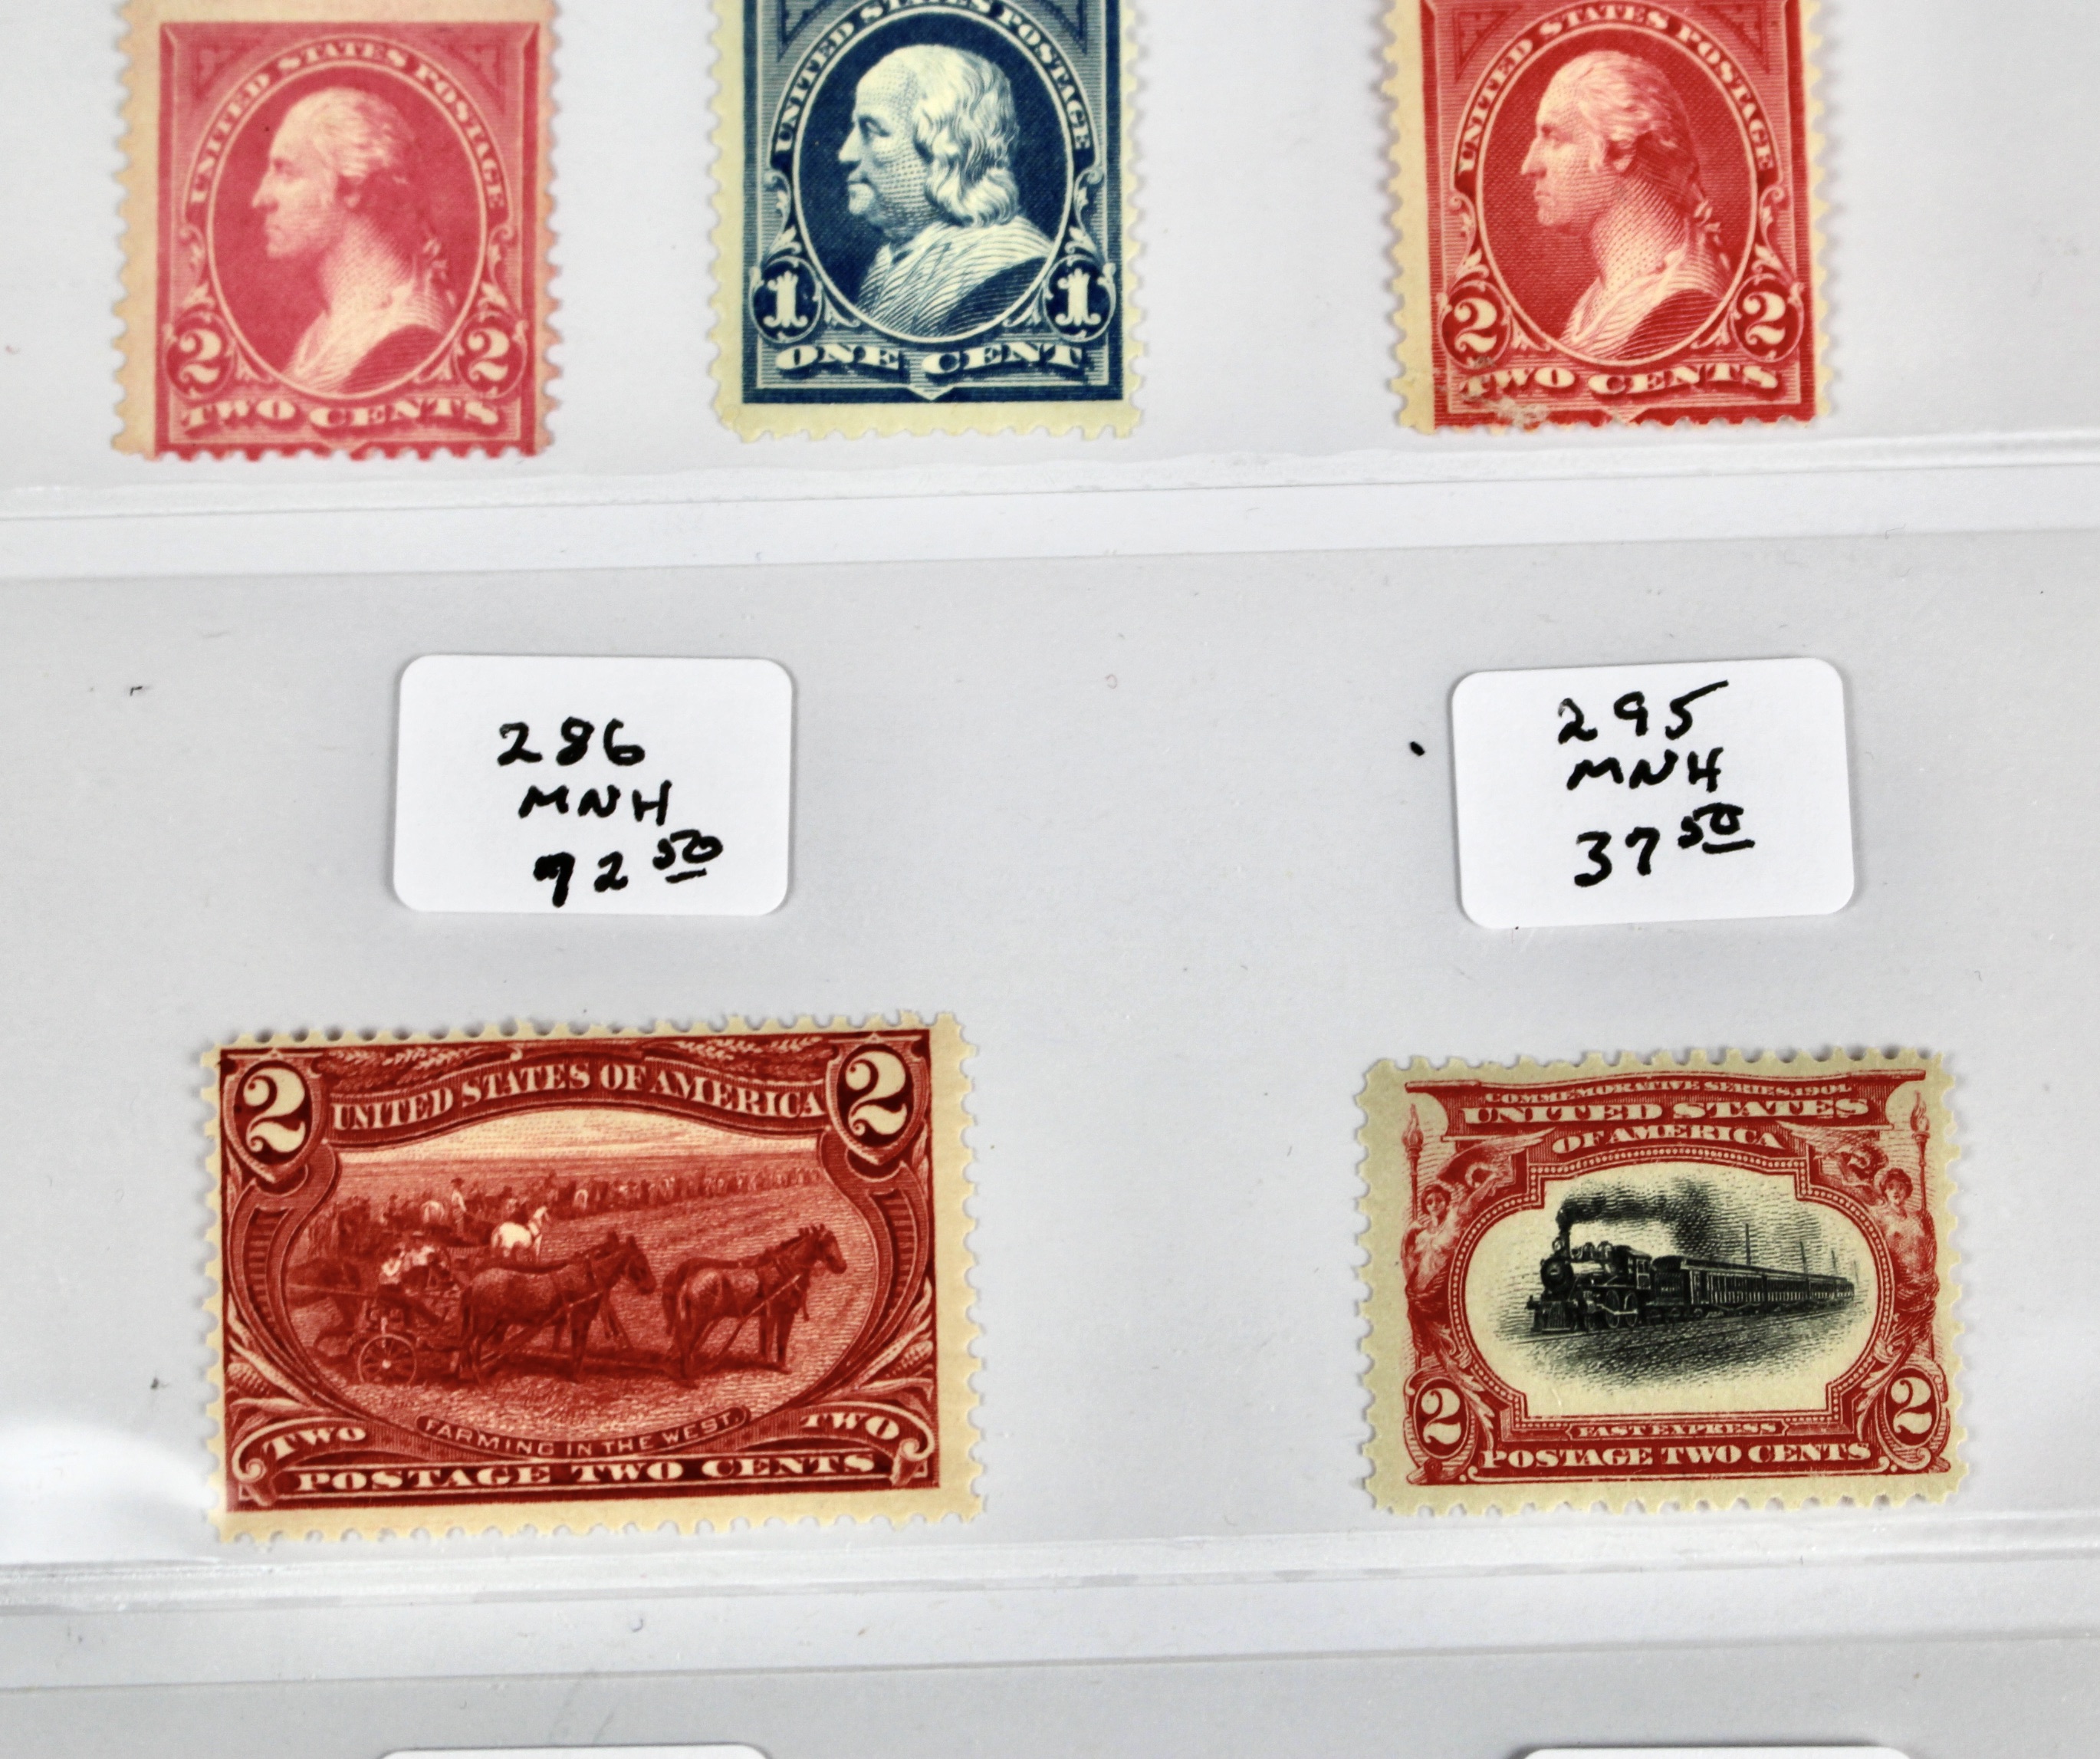 UNITED STATES POSTAGE
2 2
TWO CENTS
UNITED STATES POSTAGE
1 1
ONE CENT
UNITED STATES POSTAGE
2 2
TWO CENTS
286
MNH
72 50
295
MNH
37 50
2 2
UNITED STATES OF AMERICA
FARMING IN THE WEST.
TWO TWO
POSTAGE TWO CENTS
COMMEMORATIVE SERIES, 1901.
UNITED STATES
OF AMERICA
2 2
FAST EXPRESS
POSTAGE TWO CENTS